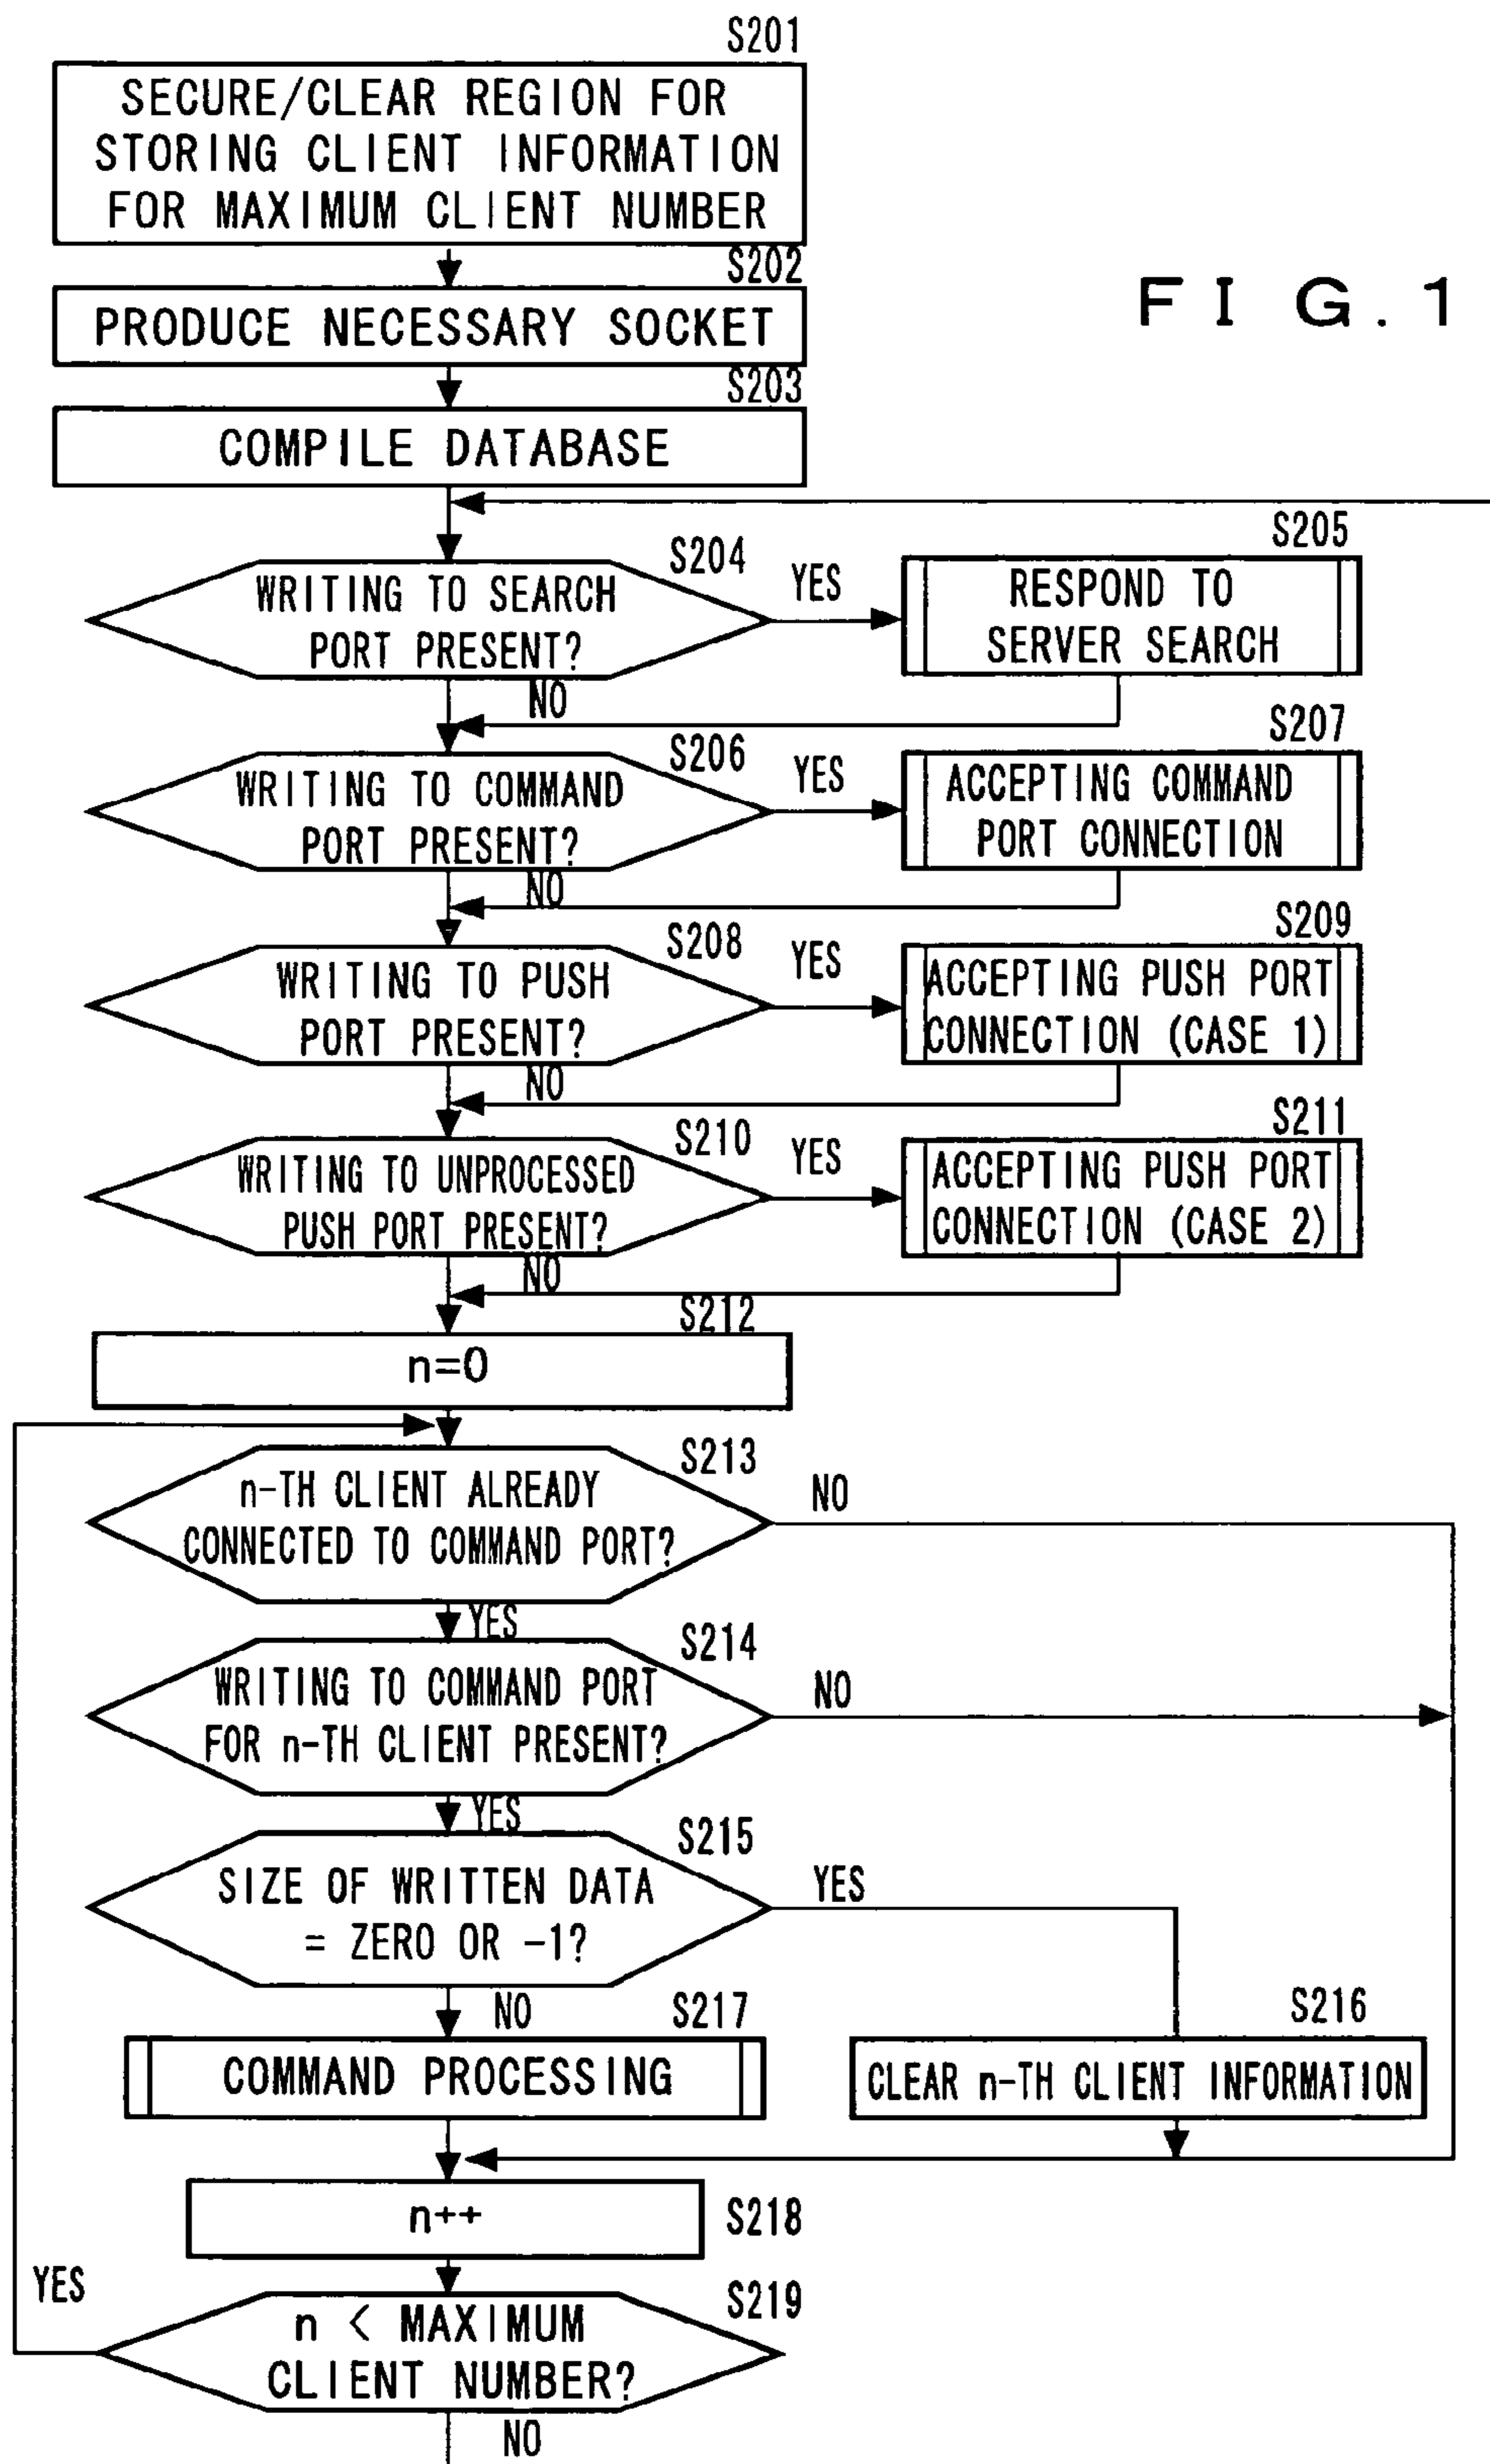 S201
SECURE/CLEAR REGION FOR
STORING CLIENT INFORMATION
FOR MAXIMUM CLIENT NUMBER
S202
PRODUCE NECESSARY SOCKET
FIG.1
S203
COMPILE DATABASE
S204
WRITING TO SEARCH
PORT PRESENT?
YES
S205
RESPOND TO
SERVER SEARCH
NO
S206
WRITING TO COMMAND
PORT PRESENT?
YES
S207
ACCEPTING COMMAND
PORT CONNECTION
NO
S208
WRITING TO PUSH
PORT PRESENT?
YES
S209
ACCEPTING PUSH PORT
CONNECTION (CASE 1)
NO
S210
WRITING TO UNPROCESSED
PUSH PORT PRESENT?
YES
S211
ACCEPTING PUSH PORT
CONNECTION (CASE 2)
NO
S212
n=0
S213
n-TH CLIENT ALREADY
CONNECTED TO COMMAND PORT?
NO
YES
S214
WRITING TO COMMAND PORT
FOR n-TH CLIENT PRESENT?
NO
YES
S215
SIZE OF WRITTEN DATA
= ZERO OR -1?
YES
NO
S217
COMMAND PROCESSING
S216
CLEAR n-TH CLIENT INFORMATION
n++
S218
YES
S219
n < MAXIMUM
CLIENT NUMBER?
NO